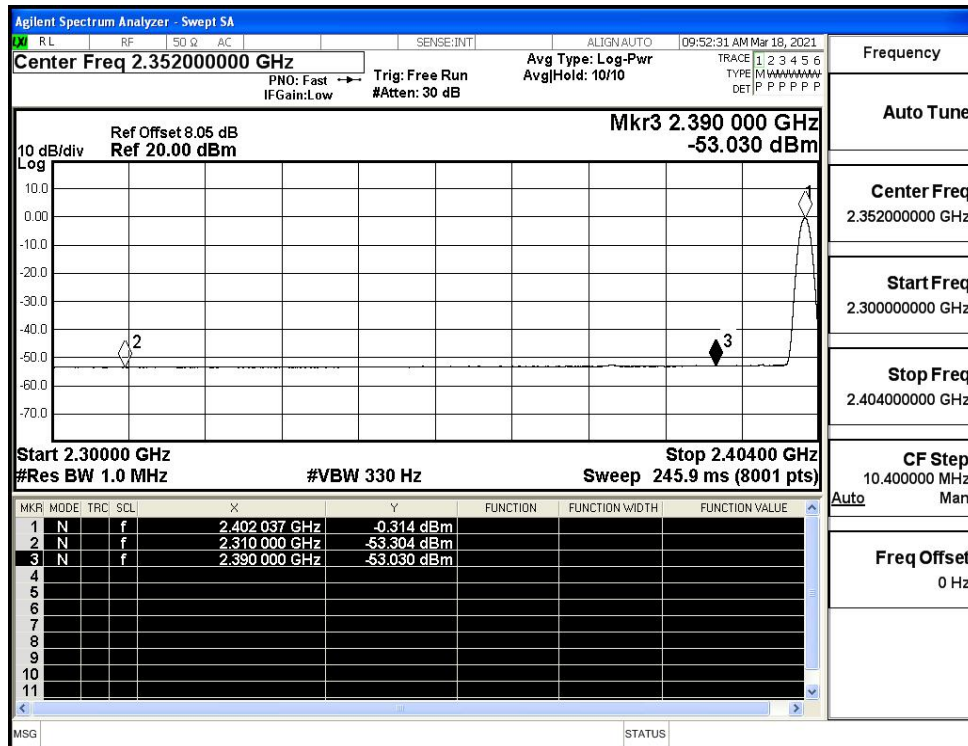 Agilent Spectrum Analyzer - Swept SA
LXI RL RF 50 Ω AC SENSE:INT ALIGNAUTO 09:52:31 AM Mar 18, 2021
Center Freq 2.352000000 GHz
PNO: Fast
IFGain:Low
Trig: Free Run
#Atten: 30 dB
Avg Type: Log-Pwr
Avg|Hold: 10/10
TRACE 1 2 3 4 5 6
TYPE M WWWWW
DET P P P P P P
Ref Offset 8.05 dB
10 dB/div Ref 20.00 dBm
Log
Mkr3 2.390 000 GHz
-53.030 dBm
10.0
0.00
-10.0
-20.0
-30.0
-40.0
-50.0
-60.0
-70.0
1
2
3
Start 2.30000 GHz Stop 2.40400 GHz
#Res BW 1.0 MHz #VBW 330 Hz Sweep 245.9 ms (8001 pts)
MKR MODE TRC SCL X Y FUNCTION FUNCTION WIDTH FUNCTION VALUE
1 N f 2.402 037 GHz -0.314 dBm
2 N f 2.310 000 GHz -53.304 dBm
3 N f 2.390 000 GHz -53.030 dBm
4
5
6
7
8
9
10
11
MSG STATUS
Frequency
Auto Tune
Center Freq
2.352000000 GHz
Start Freq
2.300000000 GHz
Stop Freq
2.404000000 GHz
CF Step
10.400000 MHz
Auto Man
Freq Offset
0 Hz